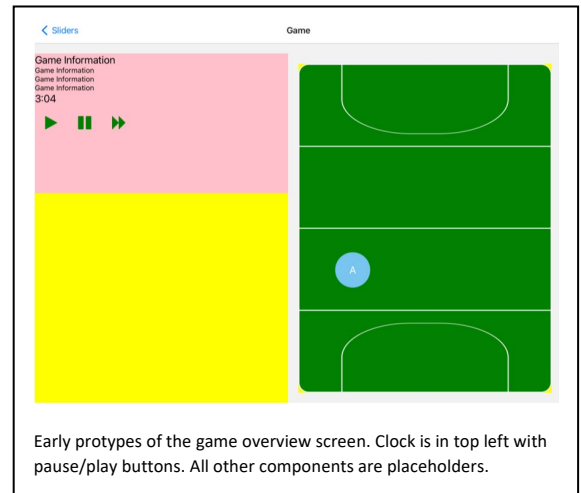 Sliders
Game
Game Information
Game Information
Game Information
Game Information
3:04
A
Early protypes of the game overview screen. Clock is in top left with
pause/play buttons. All other components are placeholders.